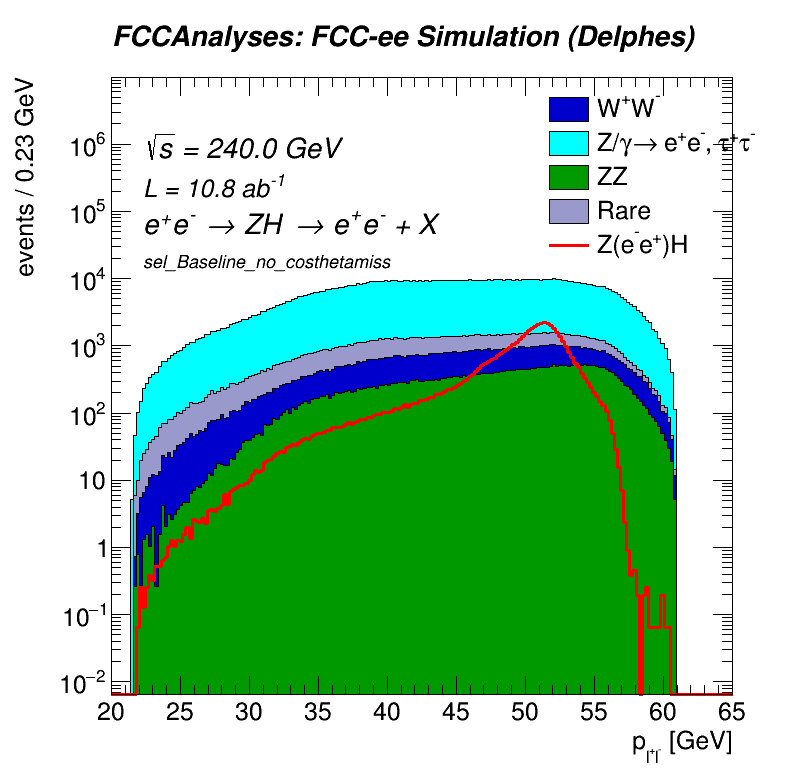 FCCAnalyses: FCC-ee Simulation (Delphes)
events / 0.23 GeV
√s = 240.0 GeV
L = 10.8 ab⁻¹
e⁺e⁻ → ZH → e⁺e⁻ + X
sel_Baseline_no_costhetamiss
W⁺W⁻
Z/γ→ e⁺e⁻, τ⁺τ⁻
ZZ
Rare
Z(e⁻e⁺)H
10⁶
10⁵
10⁴
10³
10²
10
1
10⁻¹
10⁻²
20 25 30 35 40 45 50 55 60 65
p_l⁺l⁻ [GeV]